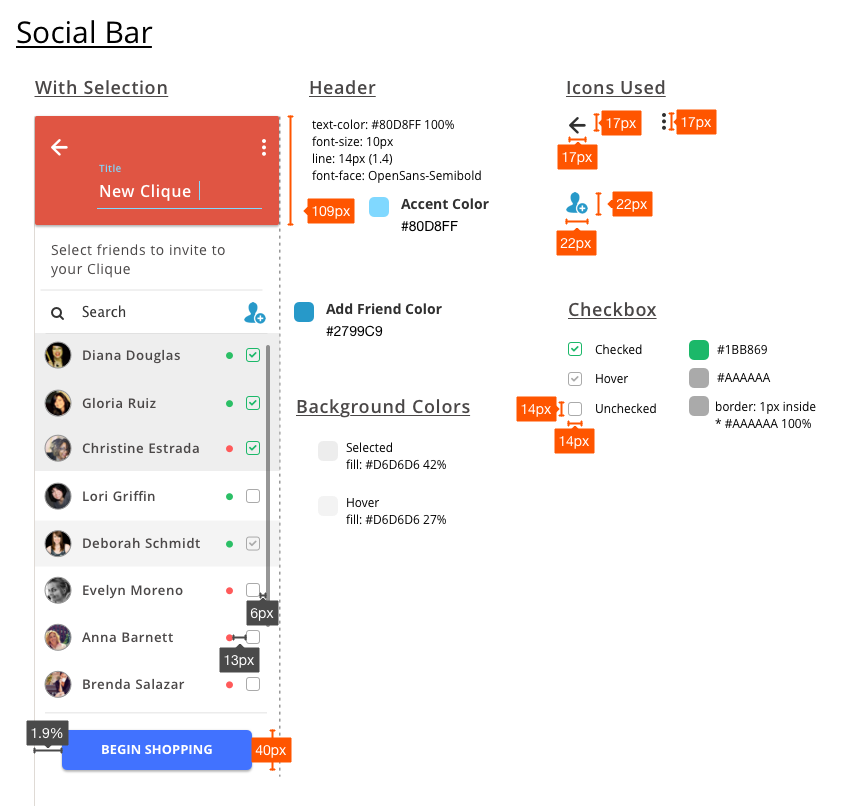 Social Bar
With Selection
Title
New Clique
109px
Select friends to invite to
your Clique
Search
Diana Douglas
Gloria Ruiz
Christine Estrada
Lori Griffin
Deborah Schmidt
Evelyn Moreno
6px
Anna Barnett
13px
Brenda Salazar
1.9%
BEGIN SHOPPING
40px
Header
text-color: #80D8FF 100%
font-size: 10px
line: 14px (1.4)
font-face: OpenSans-Semibold
Accent Color
#80D8FF
Add Friend Color
#2799C9
Background Colors
Selected
fill: #D6D6D6 42%
Hover
fill: #D6D6D6 27%
Icons Used
17px
17px
17px
22px
22px
Checkbox
Checked
#1BB869
Hover
#AAAAAA
14px
Unchecked
border: 1px inside
* #AAAAAA 100%
14px